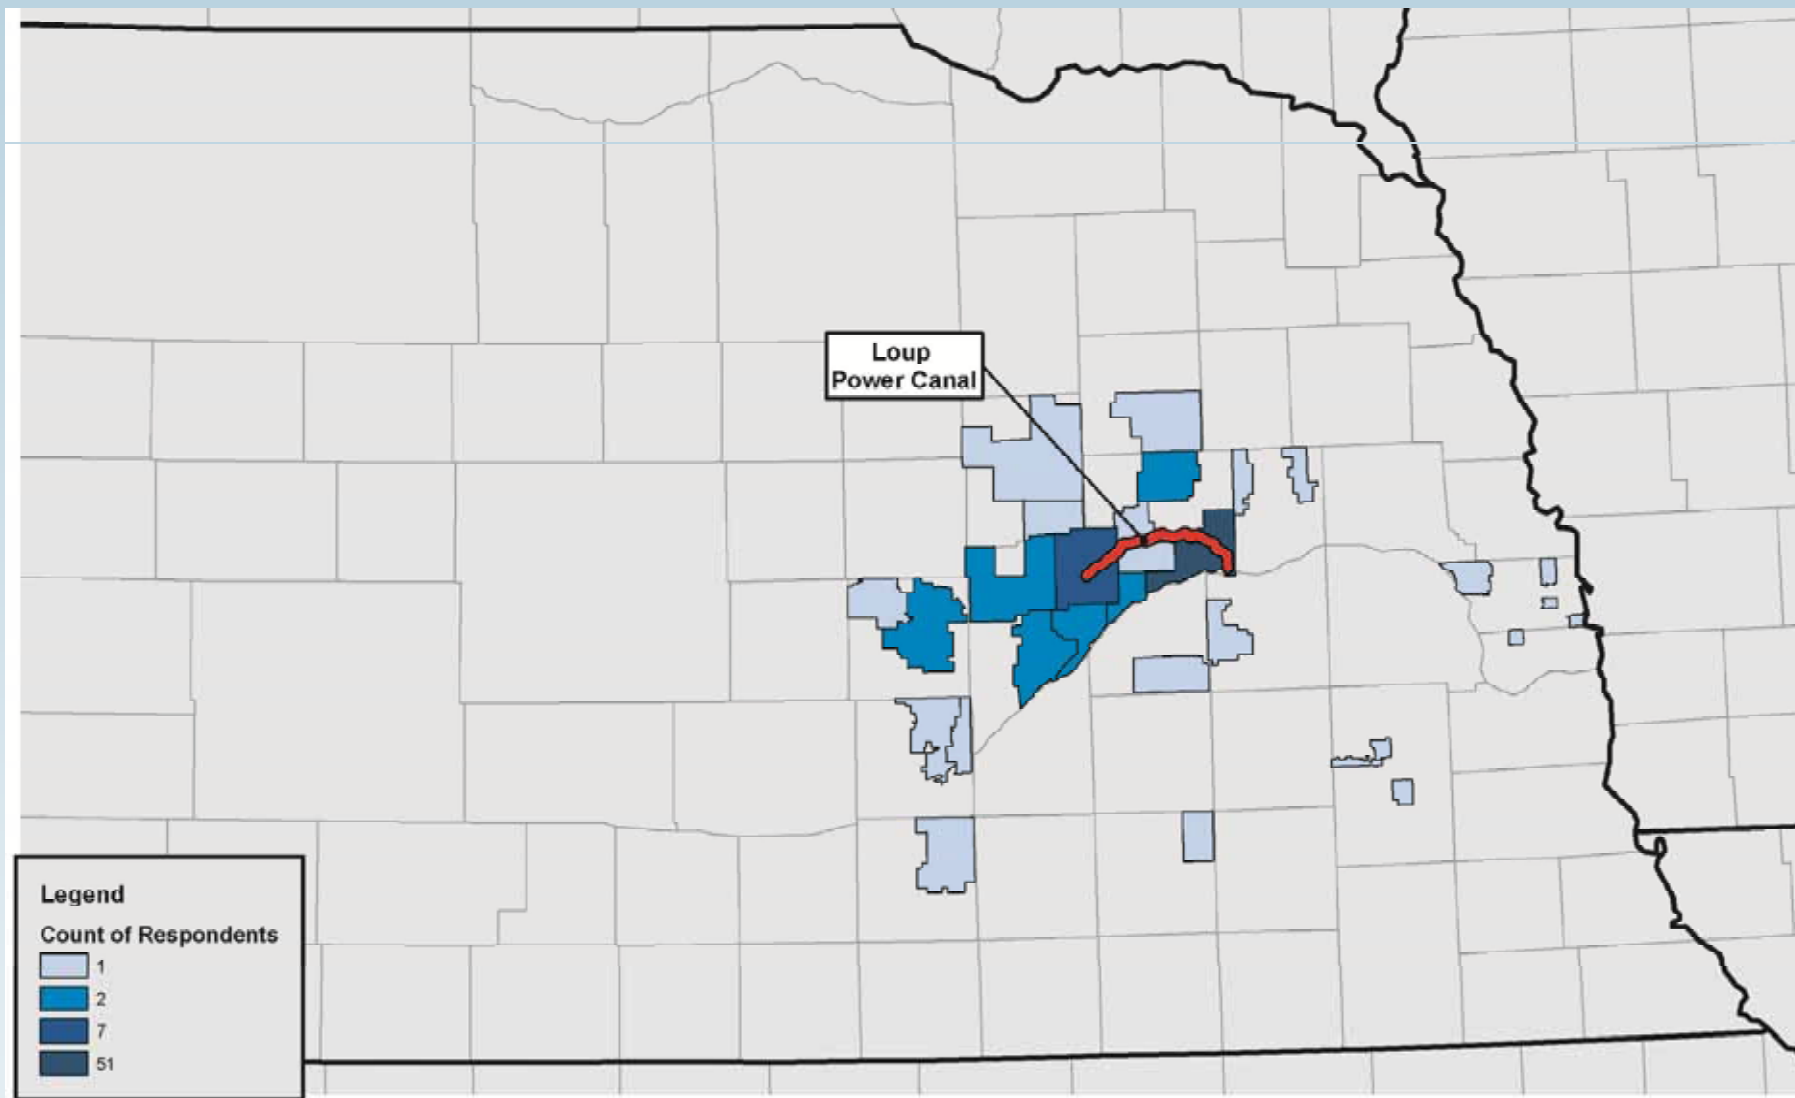 Loup
Power Canal
Legend
Count of Respondents
1
2
7
51